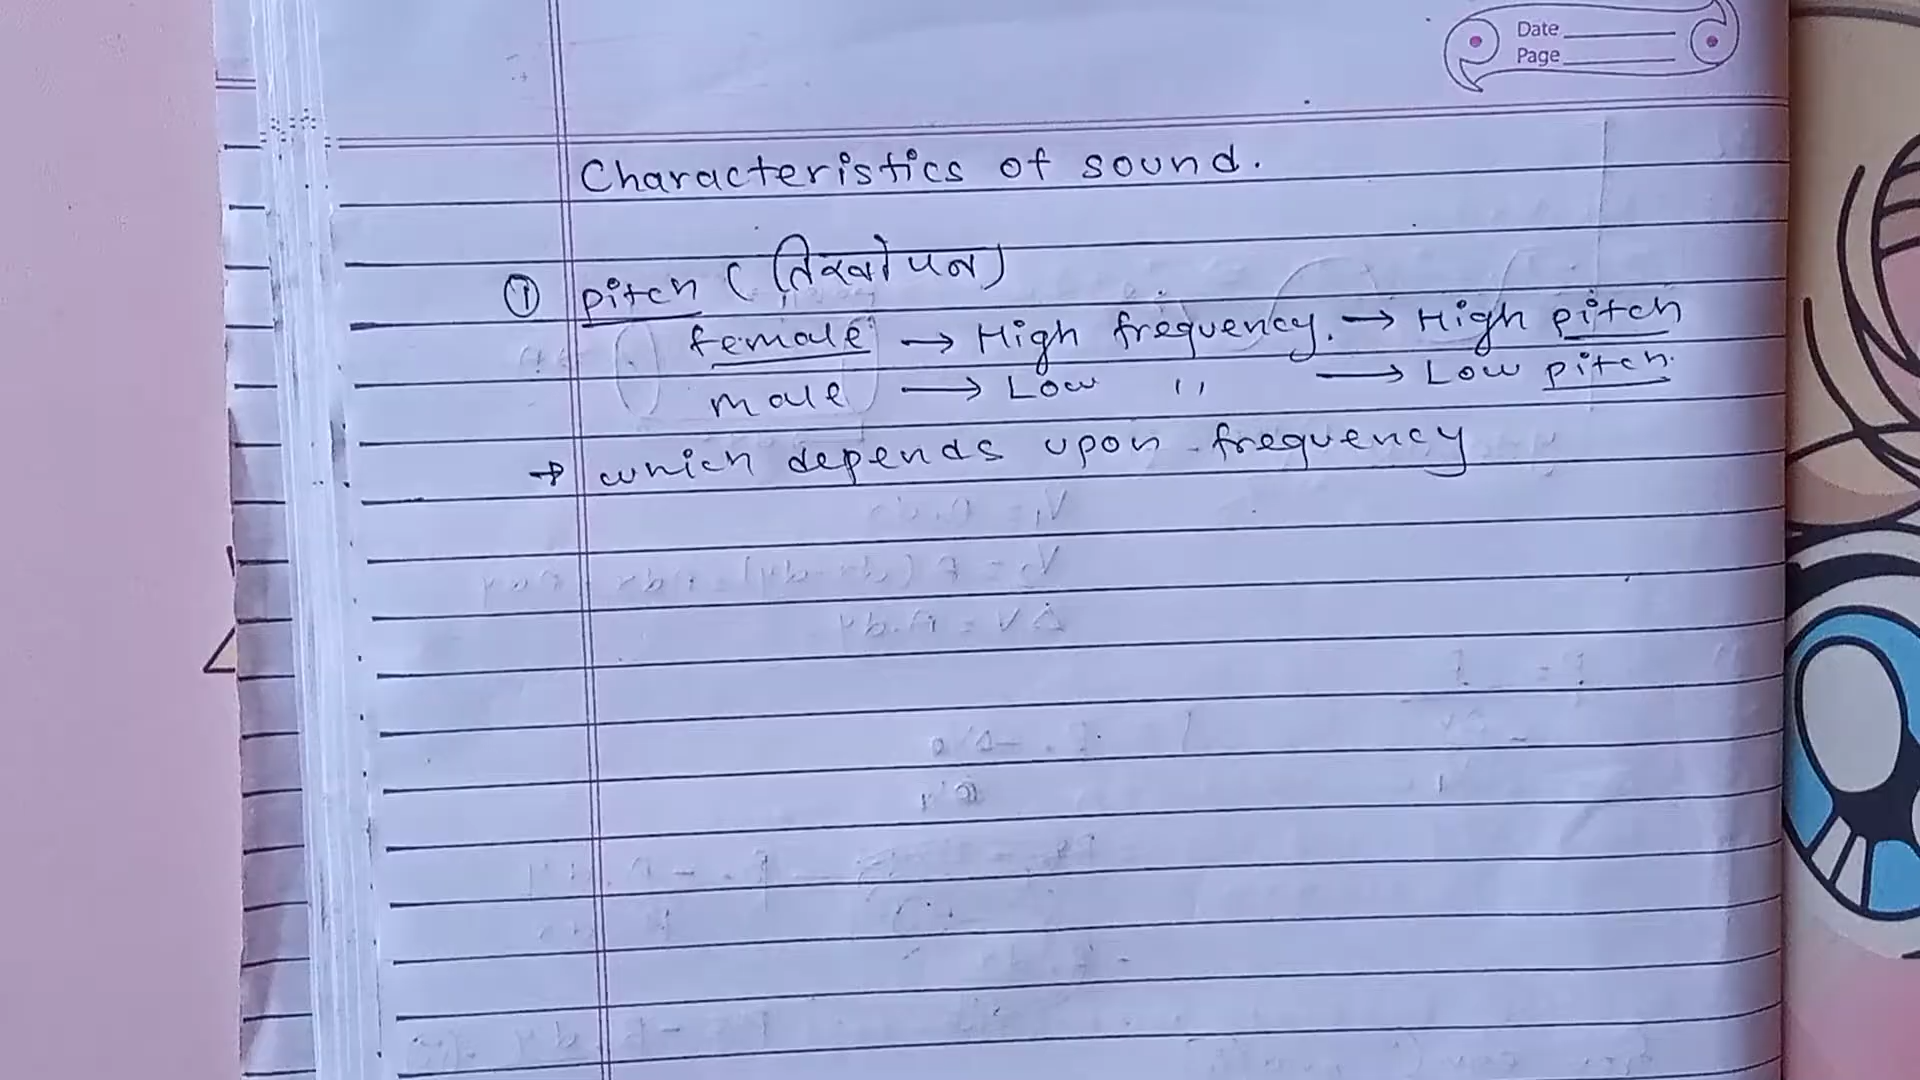 Date
Page
Characteristics of sound.
① pitch (तिख्खोपन)
female → High frequency. → High pitch
male → Low " → Low pitch.
→ which depends upon frequency